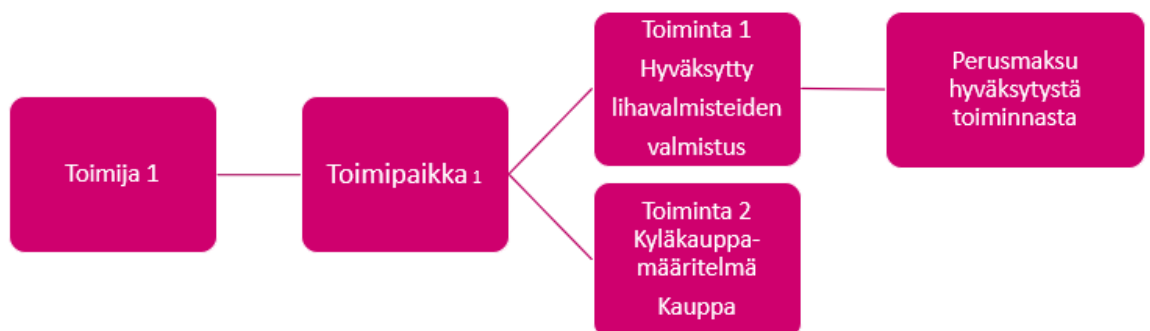 Toimija 1
Toimipaikka 1
Toiminta 1
Hyväksytty
lihavalmisteiden
valmistus
Perusmaksu
hyväksytystä
toiminnasta
Toiminta 2
Kyläkauppa-
määritelmä
Kauppa